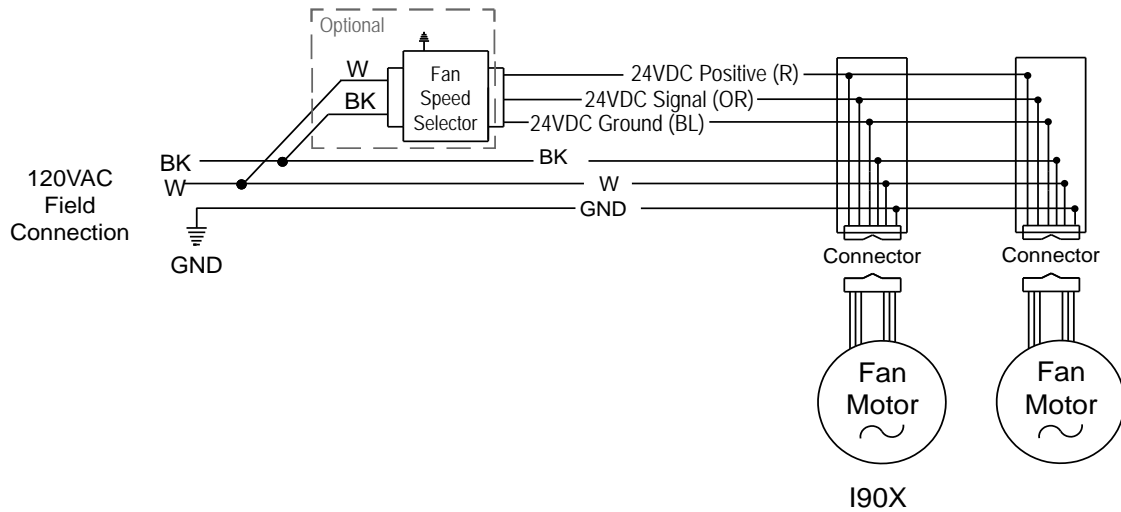 Optional
W
BK
Fan
Speed
Selector
24VDC Positive (R)
24VDC Signal (OR)
24VDC Ground (BL)
120VAC
Field
Connection
BK
W
GND
BK
W
GND
Connector
Connector
Fan
Motor
Fan
Motor
I90X